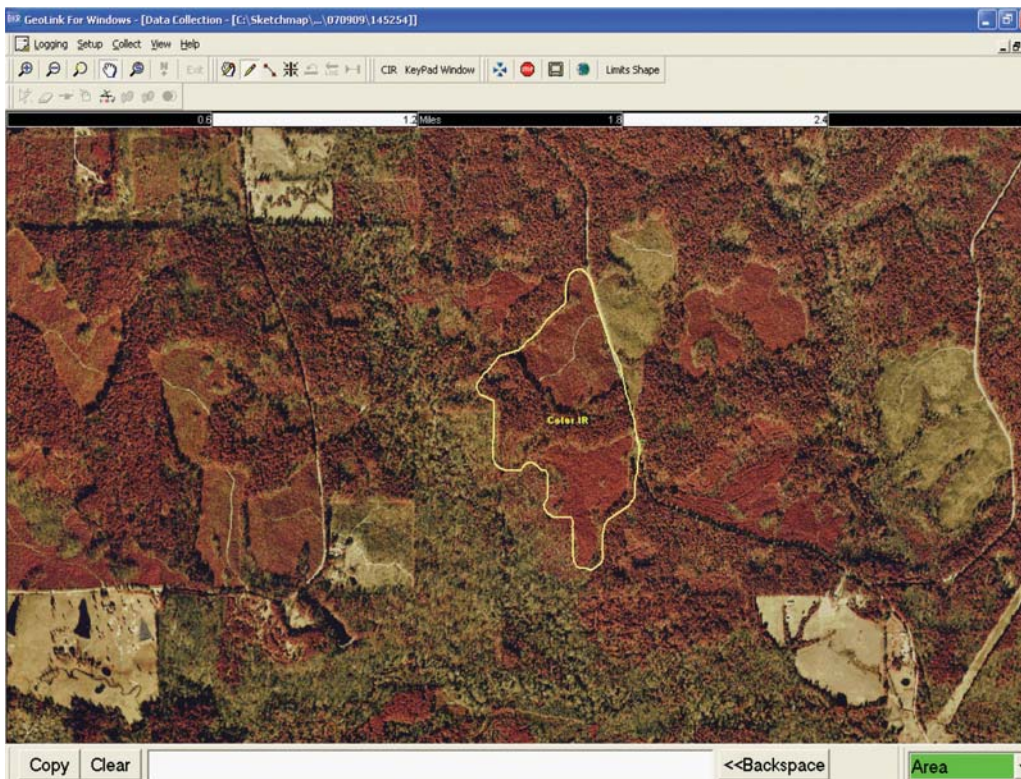 GeoLink For Windows - [Data Collection - [C:\Sketchmap\...\070909\145254]]
Logging Setup Collect View Help
Exit CIR KeyPad Window STOP Limits Shape
0.6 1.2 Miles 1.8 2.4
Color IR
Copy Clear <<Backspace Area